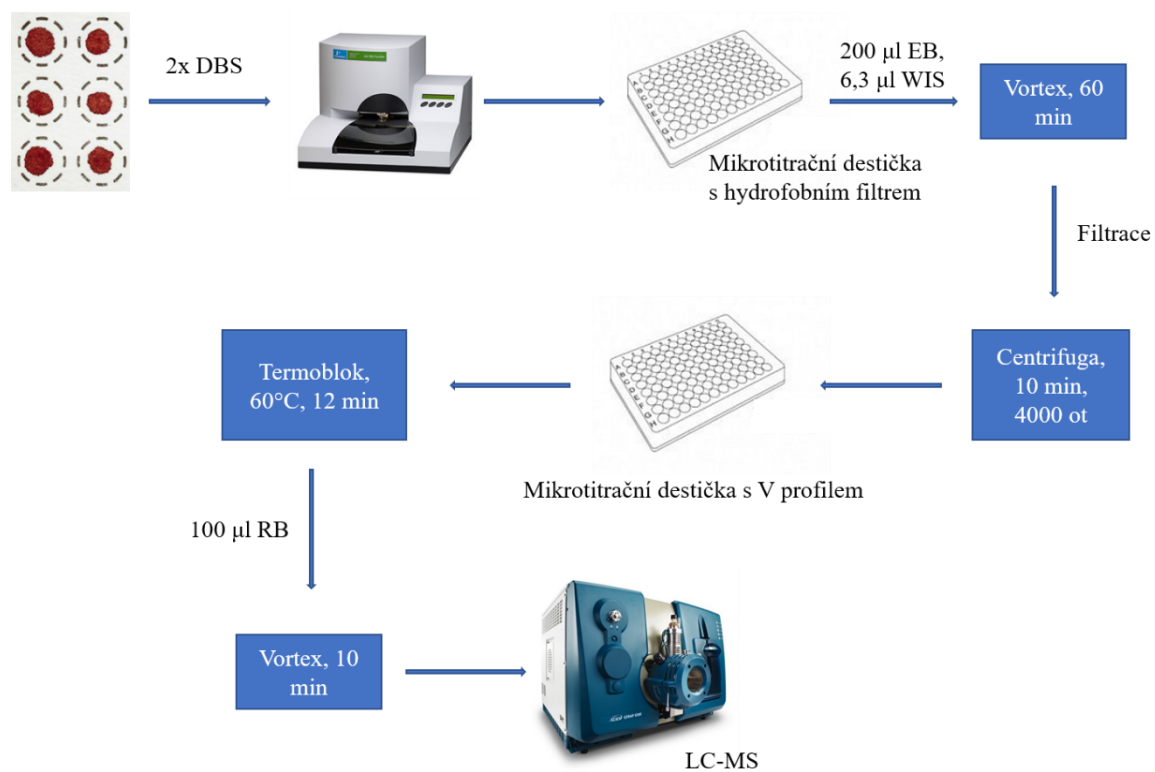 2x DBS
200 µl EB,
6,3 µl WIS
Vortex, 60
min
Mikrotitrační destička
s hydrofobním filtrem
Filtrace
Centrifuga,
10 min,
4000 ot
Mikrotitrační destička s V profilem
Termoblok,
60°C, 12 min
100 µl RB
Vortex, 10
min
LC-MS